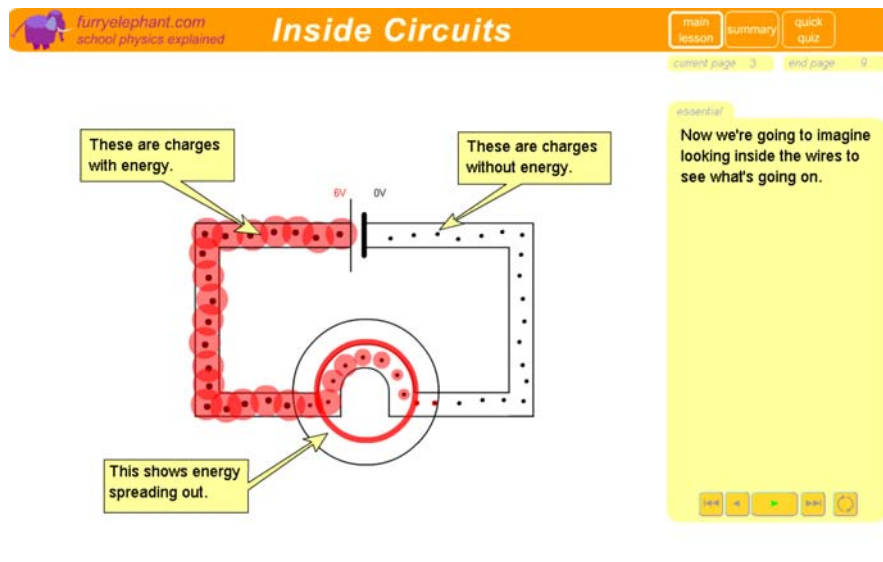 furryelephant.com
school physics explained
Inside Circuits
main
lesson
summary
quick
quiz
current page 3 end page 9
essential
Now we're going to imagine
looking inside the wires to
see what's going on.
These are charges
with energy.
These are charges
without energy.
6V 0V
This shows energy
spreading out.